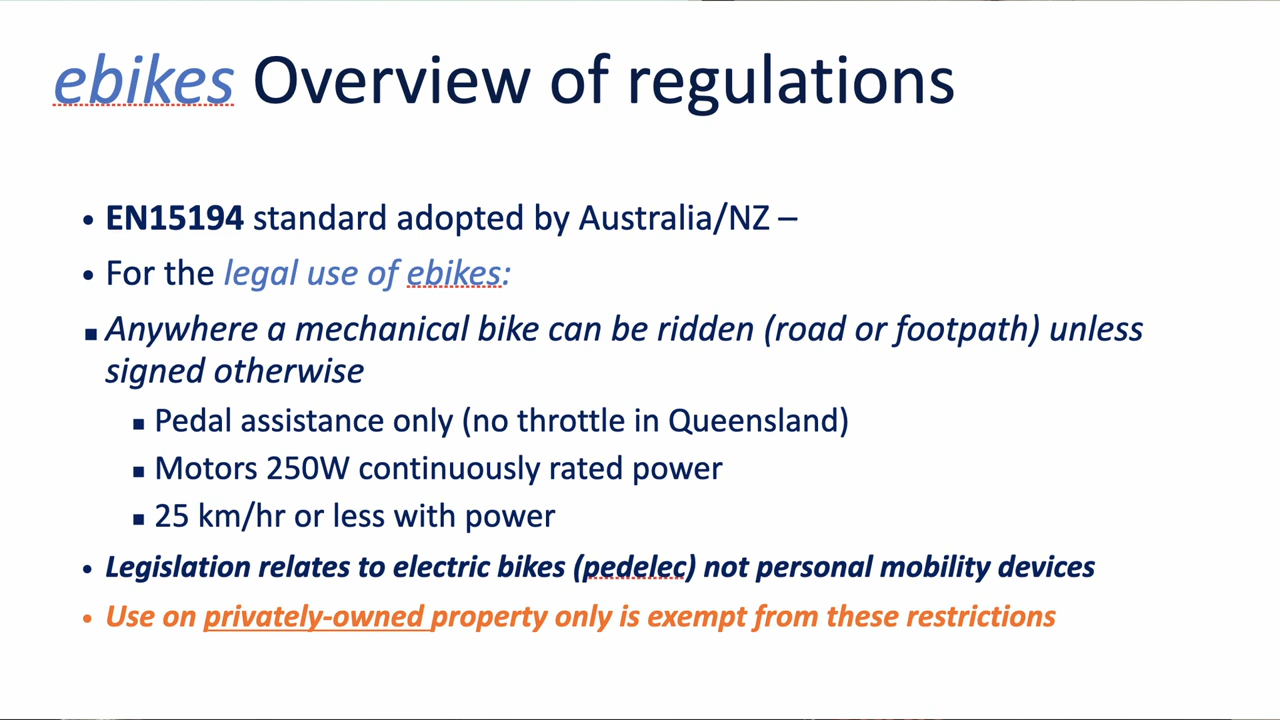 ebikes Overview of regulations
• EN15194 standard adopted by Australia/NZ –
• For the legal use of ebikes:
▪ Anywhere a mechanical bike can be ridden (road or footpath) unless
signed otherwise
▪ Pedal assistance only (no throttle in Queensland)
▪ Motors 250W continuously rated power
▪ 25 km/hr or less with power
• Legislation relates to electric bikes (pedelec) not personal mobility devices
• Use on privately-owned property only is exempt from these restrictions